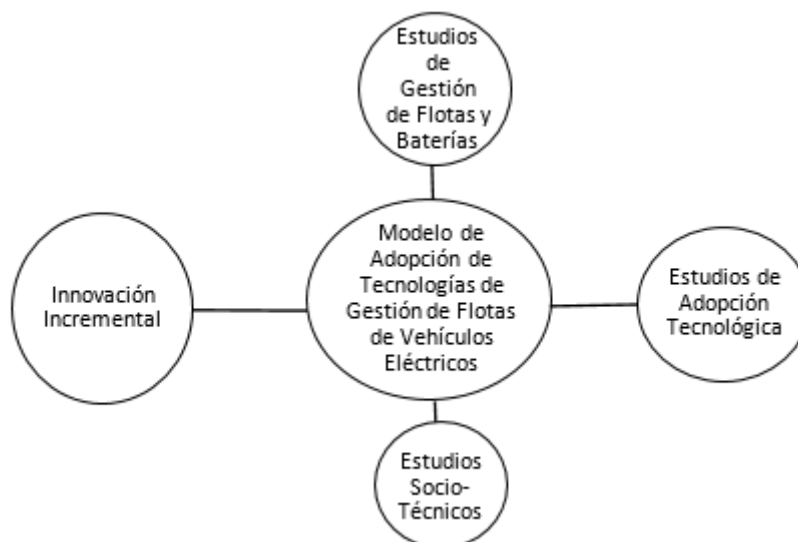 Estudios
de
Gestión
de Flotas y
Baterías
Modelo de
Adopción de
Tecnologías de
Gestión de Flotas
de Vehículos
Eléctricos
Innovación
Incremental
Estudios de
Adopción
Tecnológica
Estudios
Socio-
Técnicos